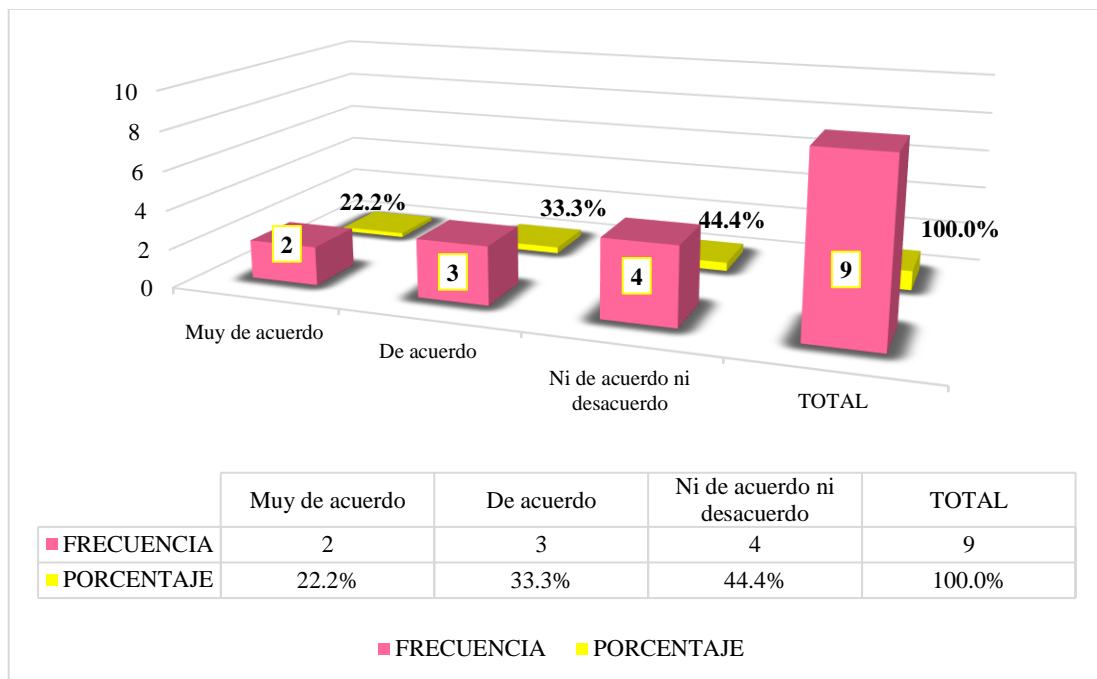 10
8
6
4
2
0
22.2%
33.3%
44.4%
100.0%
2
3
4
9
Muy de acuerdo
De acuerdo
Ni de acuerdo ni
desacuerdo
TOTAL
Muy de acuerdo De acuerdo Ni de acuerdo ni desacuerdo TOTAL
FRECUENCIA 2 3 4 9
PORCENTAJE 22.2% 33.3% 44.4% 100.0%
FRECUENCIA PORCENTAJE